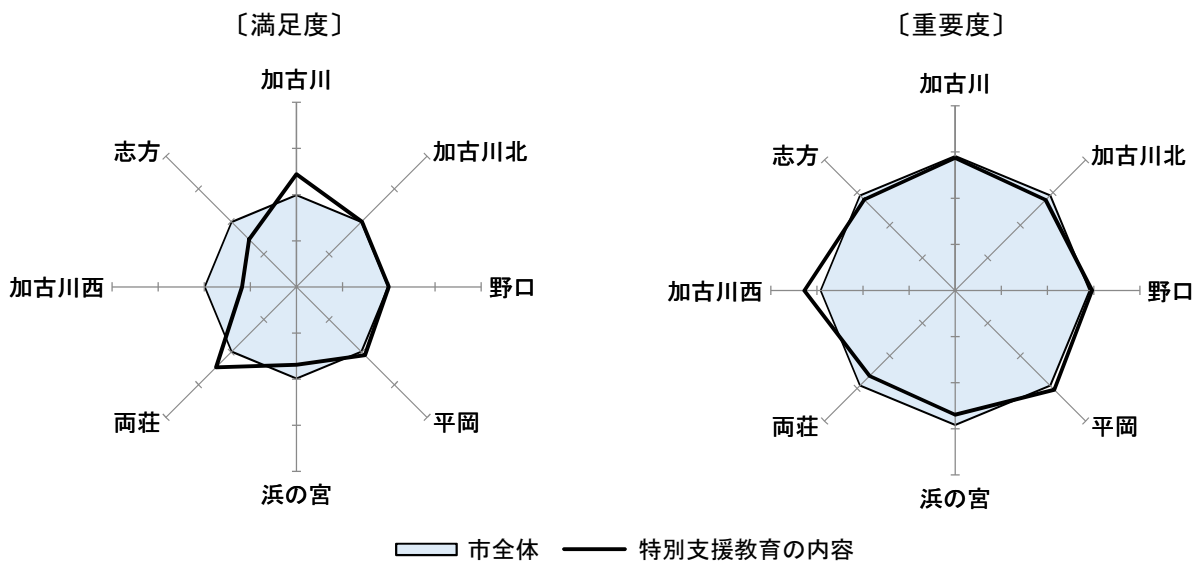 〔満足度〕
加古川
加古川北
野口
平岡
浜の宮
両荘
加古川西
志方
〔重要度〕
加古川
加古川北
野口
平岡
浜の宮
両荘
加古川西
志方
市全体
特別支援教育の内容